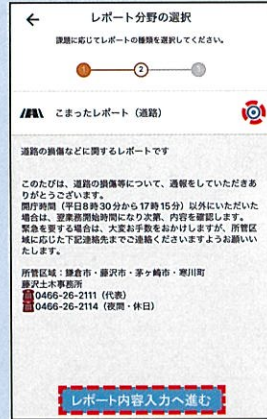 ← レポート分野の選択
課題に応じてレポートの種類を選択してください。
1 2 3
こまったレポート（道路）
道路の損傷などに関するレポートです
このたびは、道路の損傷等について、通報をしていただきあ
りがとうございます。
開庁時間（平日8時30分から17時15分）以外にいただいた
場合は、翌業務開始時間になり次第、内容を確認します。
緊急を要する場合は、大変お手数をおかけしますが、所管区
域に応じた下記連絡先までご連絡くださいますようお願いい
たします。
所管区域：鎌倉市・藤沢市・茅ヶ崎市・寒川町
藤沢土木事務所
☎0466-26-2111（代表）
☎0466-26-2114（夜間・休日）
レポート内容入力へ進む